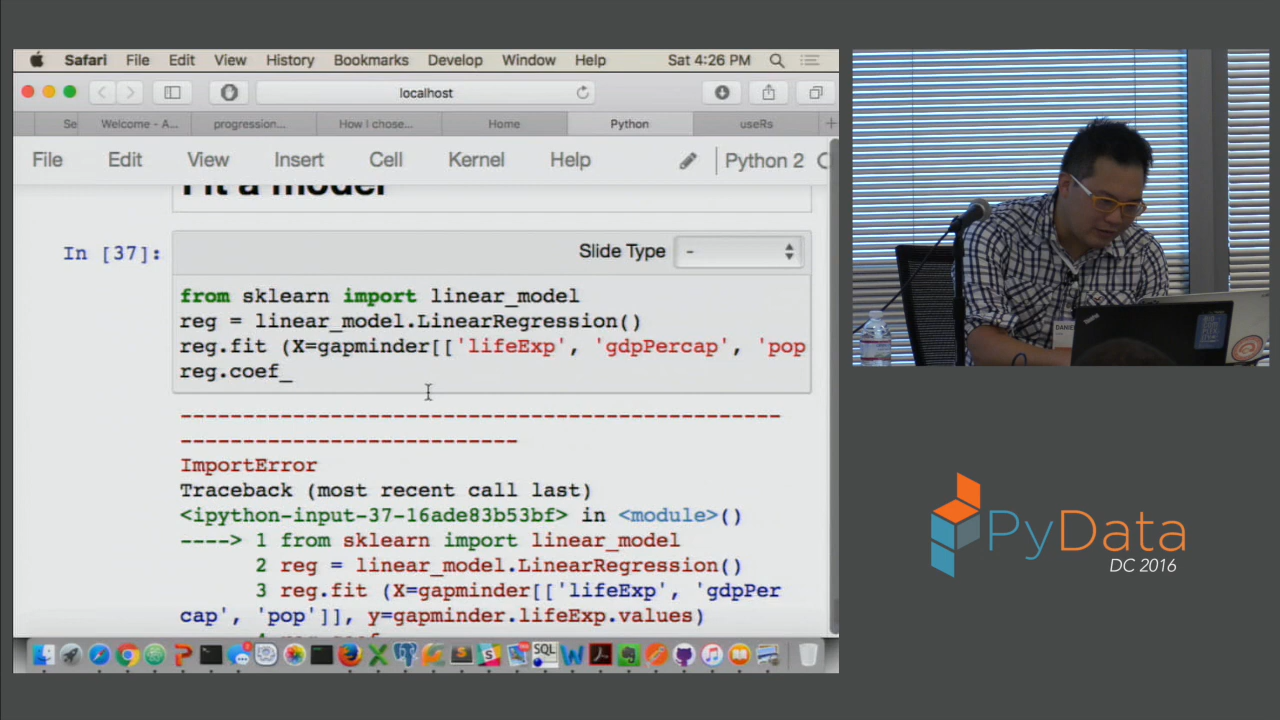 Safari File Edit View History Bookmarks Develop Window Help Sat 4:26 PM
localhost
Se Welcome - A... progression... How I chose... Home Python useRs
File Edit View Insert Cell Kernel Help Python 2
Fit a model
In [37]:
Slide Type -
from sklearn import linear_model
reg = linear_model.LinearRegression()
reg.fit (X=gapminder[['lifeExp', 'gdpPercap', 'pop
reg.coef_
---------------------------------------------------
---------------------------
ImportError
Traceback (most recent call last)
<ipython-input-37-16ade83b53bf> in <module>()
----> 1 from sklearn import linear_model
2 reg = linear_model.LinearRegression()
3 reg.fit (X=gapminder[['lifeExp', 'gdpPer
cap', 'pop']], y=gapminder.lifeExp.values)
SQL
DANIEL
PyData
DC 2016